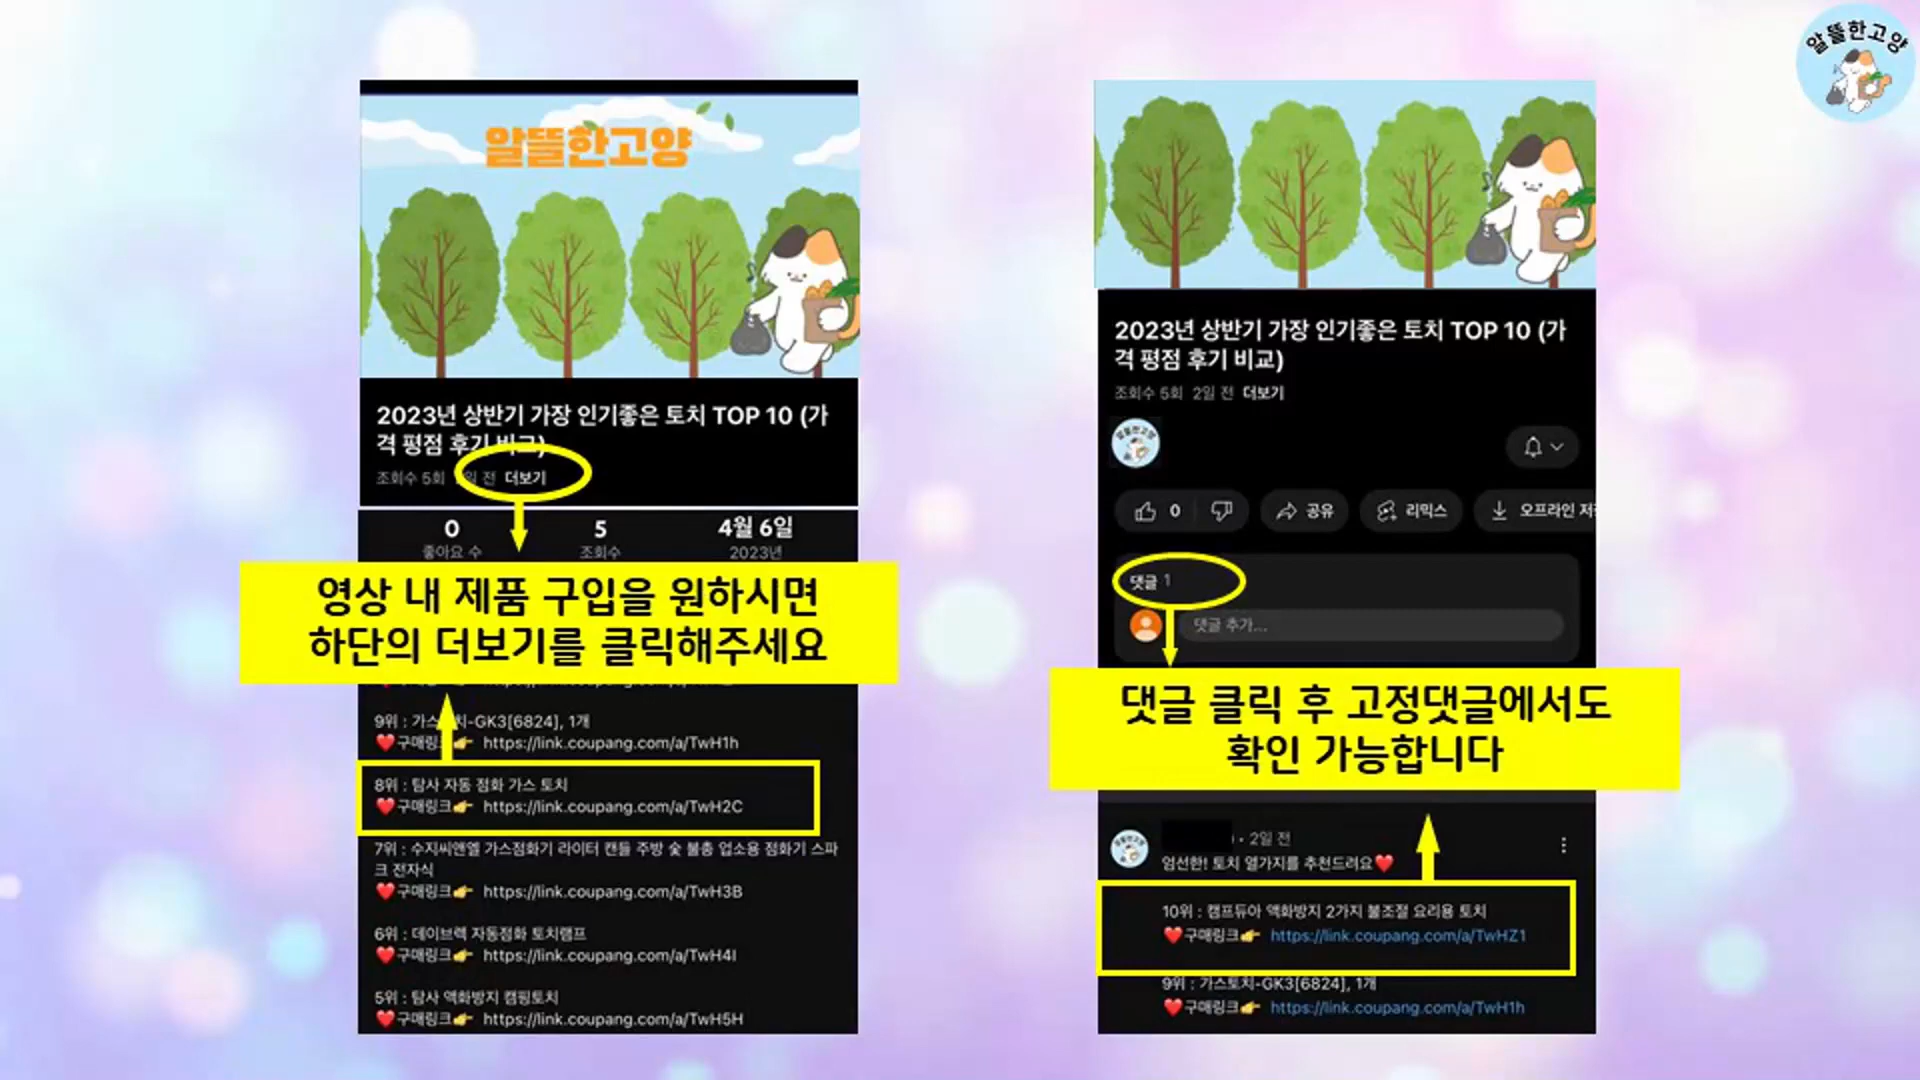 알뜰한고양
알뜰한고양
2023년 상반기 가장 인기좋은 토치 TOP 10 (가
격 평점 후기 비교)
조회수 5회 일 전 더보기
0 5 4월 6일
좋아요 수 조회수 2023년
영상 내 제품 구입을 원하시면
하단의 더보기를 클릭해주세요
9위 : 가스토치-GK3[6824], 1개
❤️구매링크👉 https://link.coupang.com/a/TwH1h
8위 : 탐사 자동 점화 가스 토치
❤️구매링크👉 https://link.coupang.com/a/TwH2C
7위 : 수지씨앤엘 가스점화기 라이터 캔들 주방 숯 불총 업소용 점화기 스파
크 전자식
❤️구매링크👉 https://link.coupang.com/a/TwH3B
6위 : 데이브렉 자동점화 토치램프
❤️구매링크👉 https://link.coupang.com/a/TwH4I
5위 : 탐사 액화방지 캠핑토치
❤️구매링크👉 https://link.coupang.com/a/TwH5H
2023년 상반기 가장 인기좋은 토치 TOP 10 (가
격 평점 후기 비교)
조회수 5회 2일 전 더보기
알뜰한고양
0 공유 리믹스 오프라인 저
댓글 1
댓글 추가...
댓글 클릭 후 고정댓글에서도
확인 가능합니다
알뜰한고양
• 2일 전
엄선한! 토치 열가지를 추천드려요❤️
10위 : 캠프듀아 액화방지 2가지 불조절 요리용 토치
❤️구매링크👉 https://link.coupang.com/a/TwHZ1
9위 : 가스토치-GK3[6824], 1개
❤️구매링크👉 https://link.coupang.com/a/TwH1h